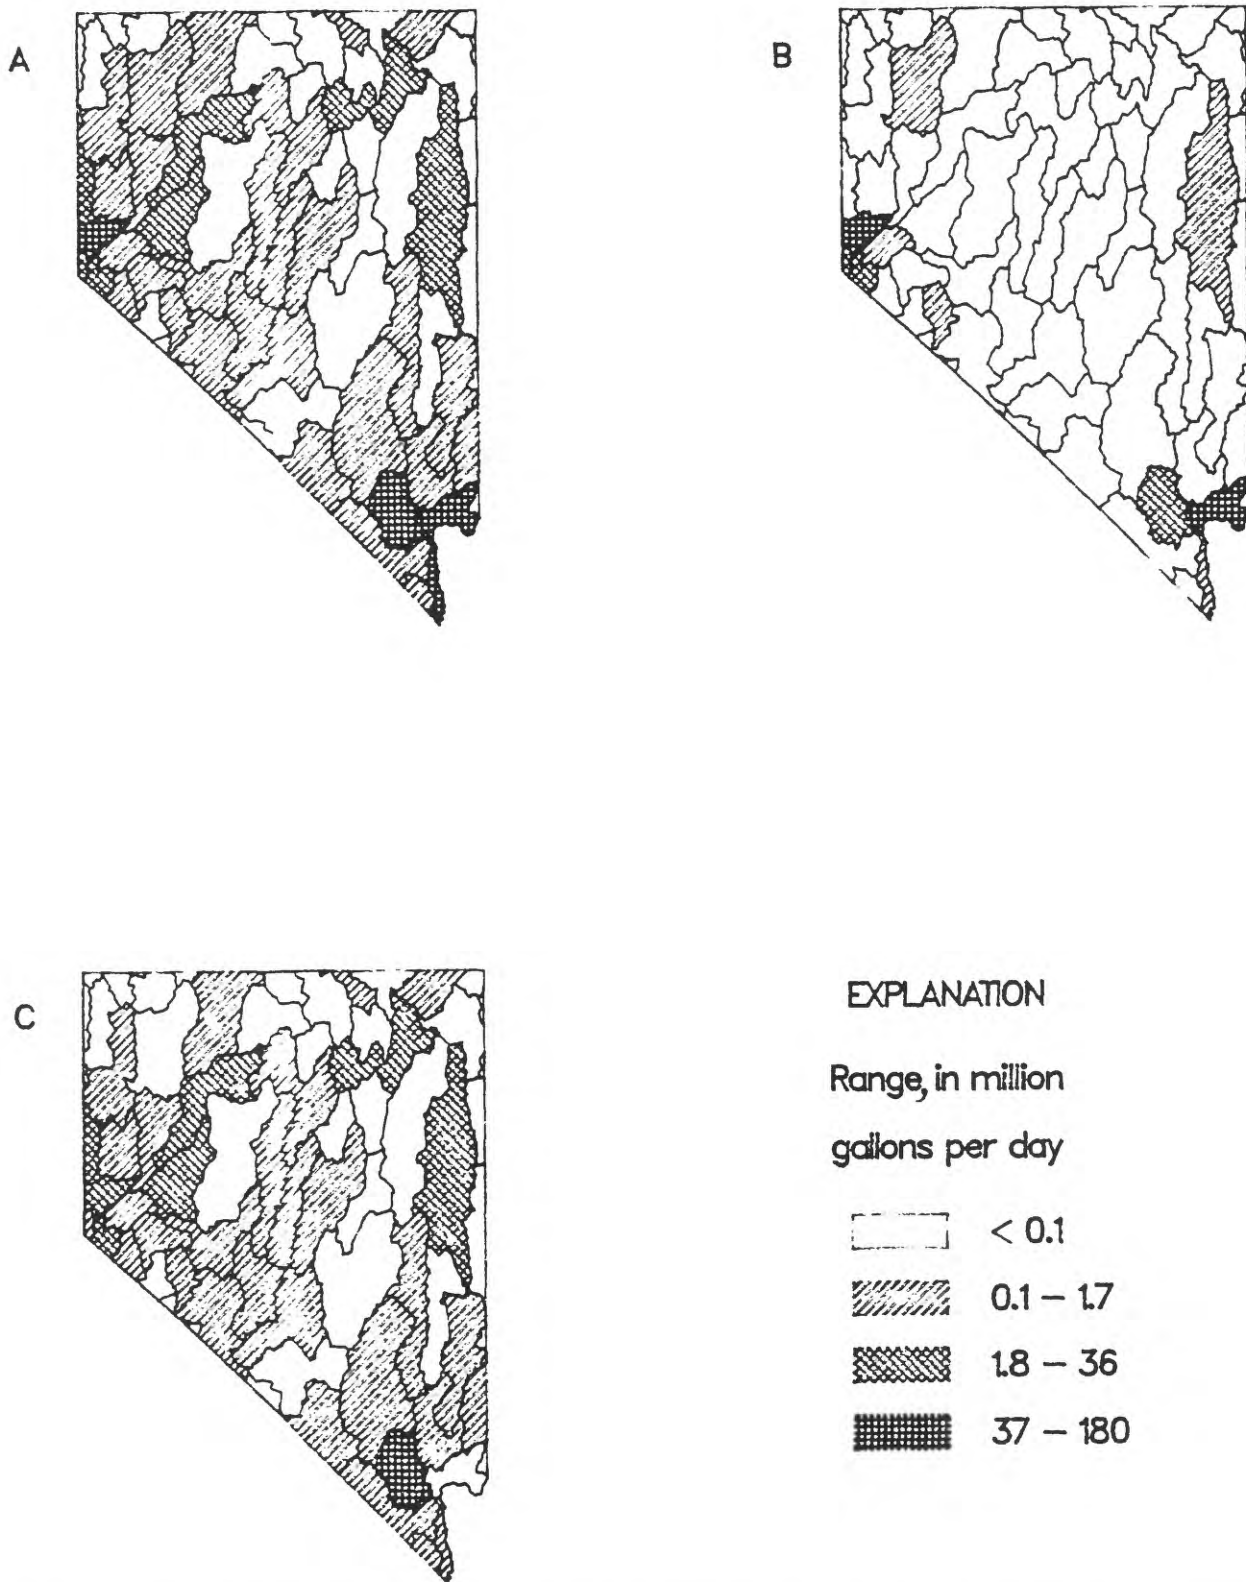 A
B
C
EXPLANATION
Range, in million
gallons per day
< 0.1
0.1 – 1.7
1.8 – 36
37 – 180